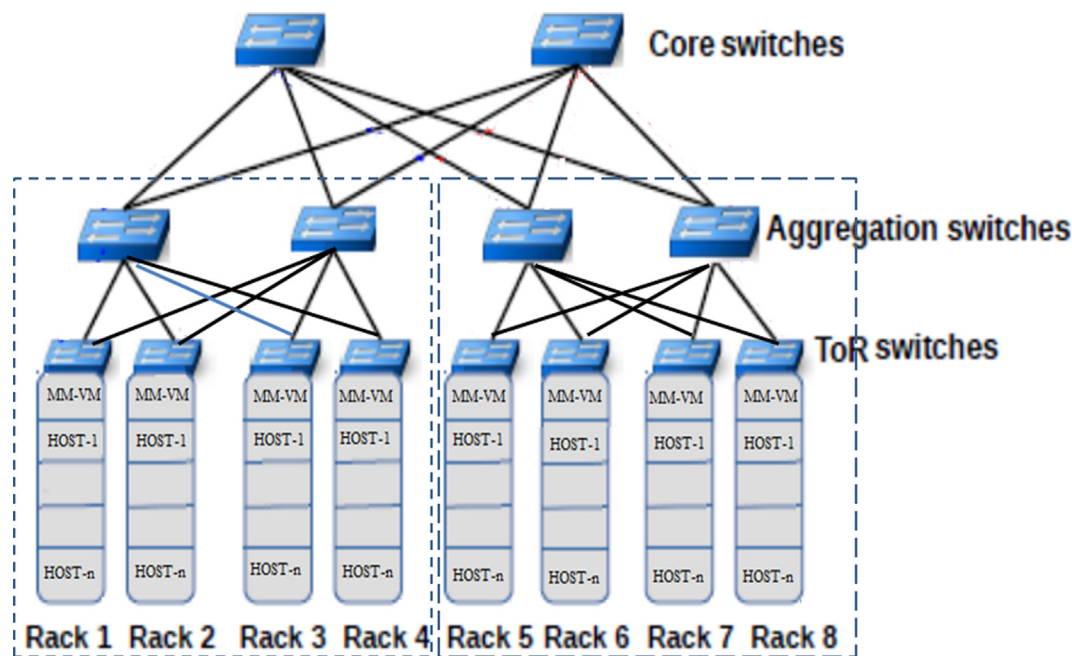 Core switches
Aggregation switches
ToR switches
MM-VM MM-VM MM-VM MM-VM MM-VM MM-VM MM-VM MM-VM
HOST-1 HOST-1 HOST-1 HOST-1 HOST-1 HOST-1 HOST-1 HOST-1
HOST-n HOST-n HOST-n HOST-n HOST-n HOST-n HOST-n HOST-n
Rack 1 Rack 2 Rack 3 Rack 4 Rack 5 Rack 6 Rack 7 Rack 8